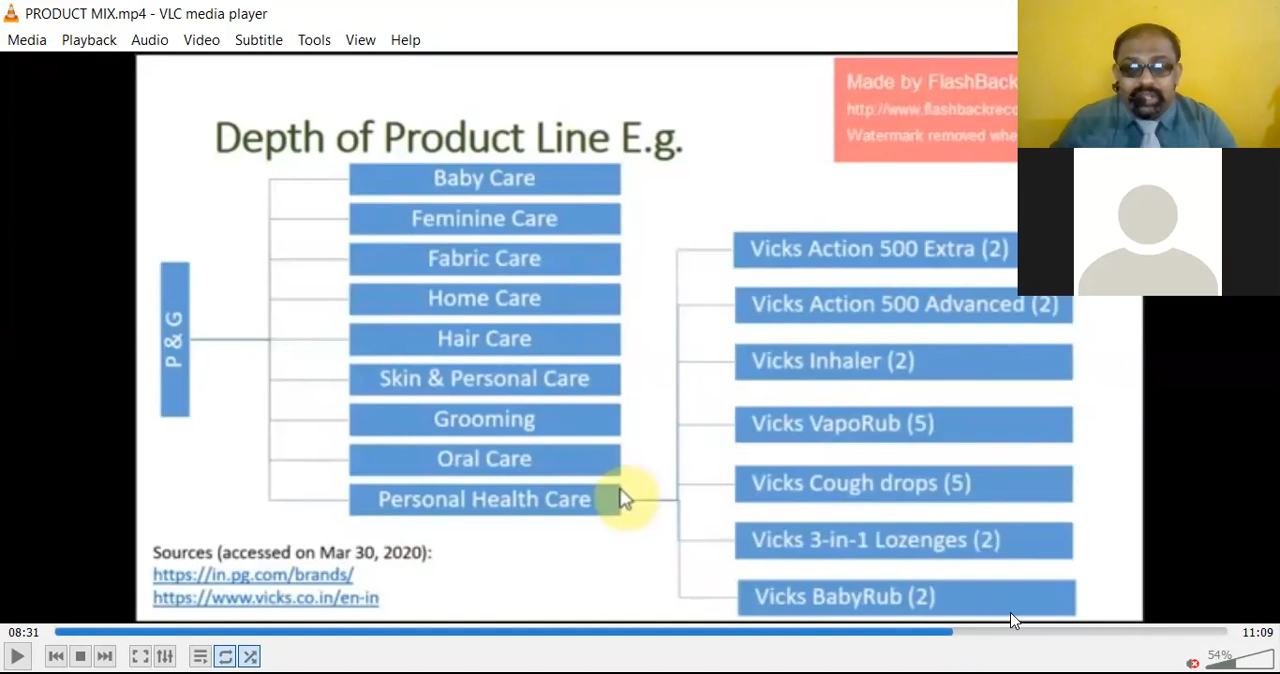 PRODUCT MIX.mp4 - VLC media player
Media Playback Audio Video Subtitle Tools View Help
Made by FlashBack
http://www.flashbackreco
Watermark removed whe
Depth of Product Line E.g.
P & G
Baby Care
Feminine Care
Fabric Care
Home Care
Hair Care
Skin & Personal Care
Grooming
Oral Care
Personal Health Care
Vicks Action 500 Extra (2)
Vicks Action 500 Advanced (2)
Vicks Inhaler (2)
Vicks VapoRub (5)
Vicks Cough drops (5)
Vicks 3-in-1 Lozenges (2)
Vicks BabyRub (2)
Sources (accessed on Mar 30, 2020):
https://in.pg.com/brands/
https://www.vicks.co.in/en-in
08:31
11:09
54%